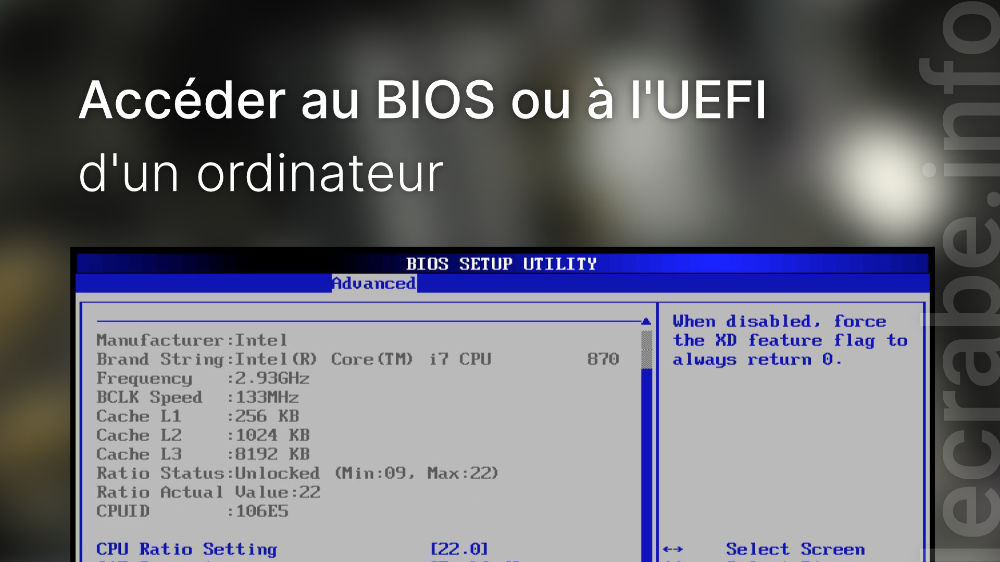 Accéder au BIOS ou à l'UEFI
d'un ordinateur
BIOS SETUP UTILITY
Advanced
Manufacturer:Intel
Brand String:Intel(R) Core(TM) i7 CPU 870
Frequency :2.93GHz
BCLK Speed :133MHz
Cache L1 :256 KB
Cache L2 :1024 KB
Cache L3 :8192 KB
Ratio Status:Unlocked (Min:09, Max:22)
Ratio Actual Value:22
CPUID :106E5
CPU Ratio Setting [22.0]
When disabled, force
the XD feature flag to
always return 0.
←→ Select Screen
lecrabe.info